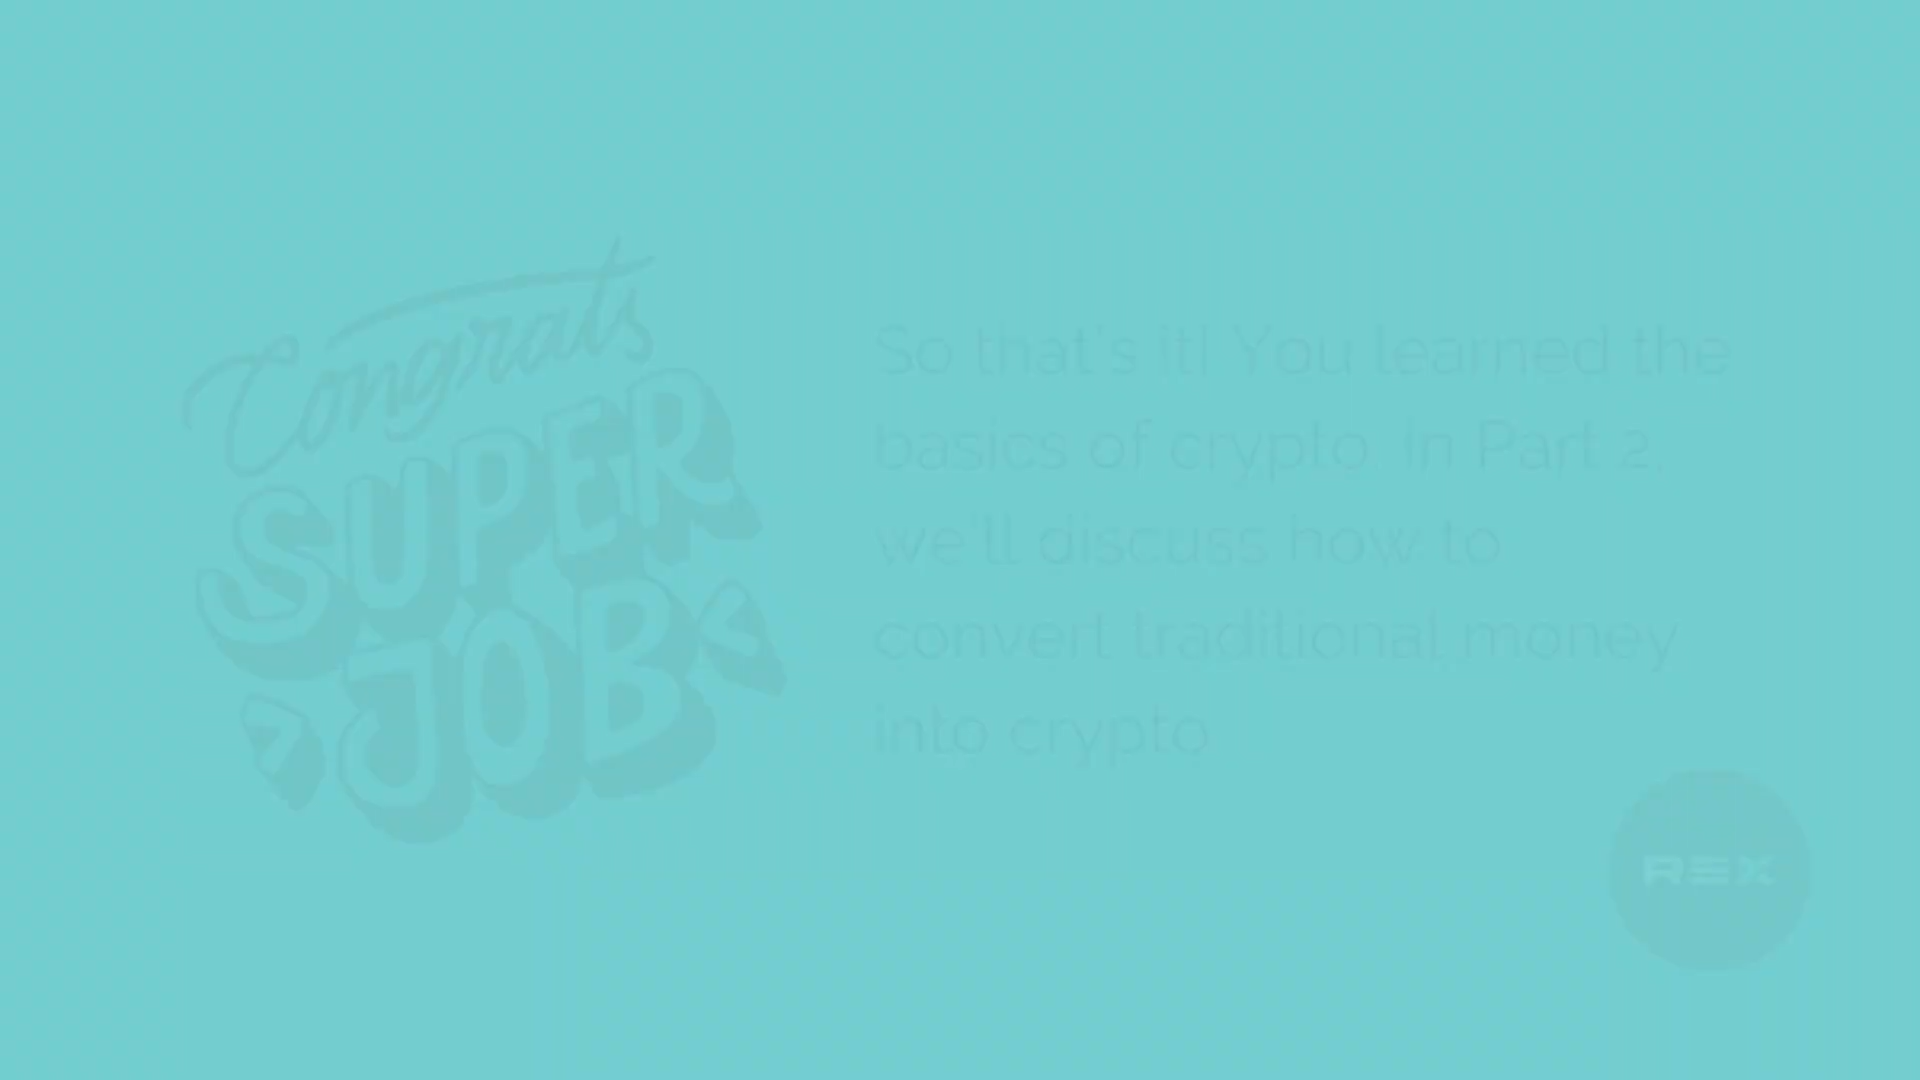 Congrats
SUPER
JOB
So that's it! You learned the
basics of crypto, in Part 2,
we'll discuss how to
convert traditional money
into crypto
REX